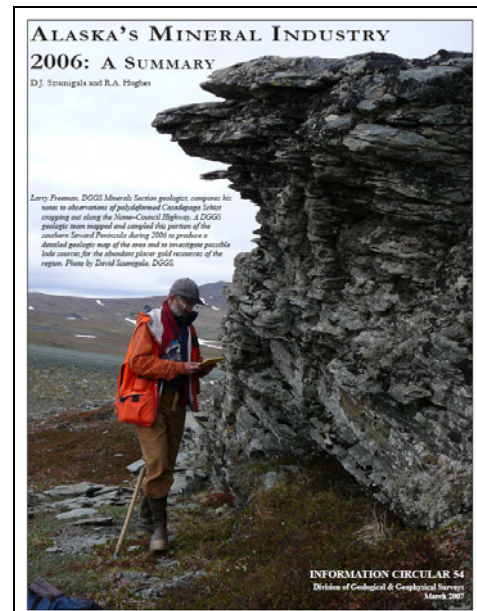 ALASKA'S MINERAL INDUSTRY
2006: A SUMMARY
D.J. Szumigala and R.A. Hughes
Larry Freeman, DGGS Minerals Section geologist, compares his
notes to observations of polydeformed Casadepaga Schist
cropping out along the Nome–Council Highway. A DGGS
geologic team mapped and sampled this portion of the
southern Seward Peninsula during 2006 to produce a
detailed geologic map of the area and to investigate possible
lode sources for the abundant placer gold resources of the
region. Photo by David Szumigala, DGGS.
INFORMATION CIRCULAR 54
Division of Geological & Geophysical Surveys
March 2007